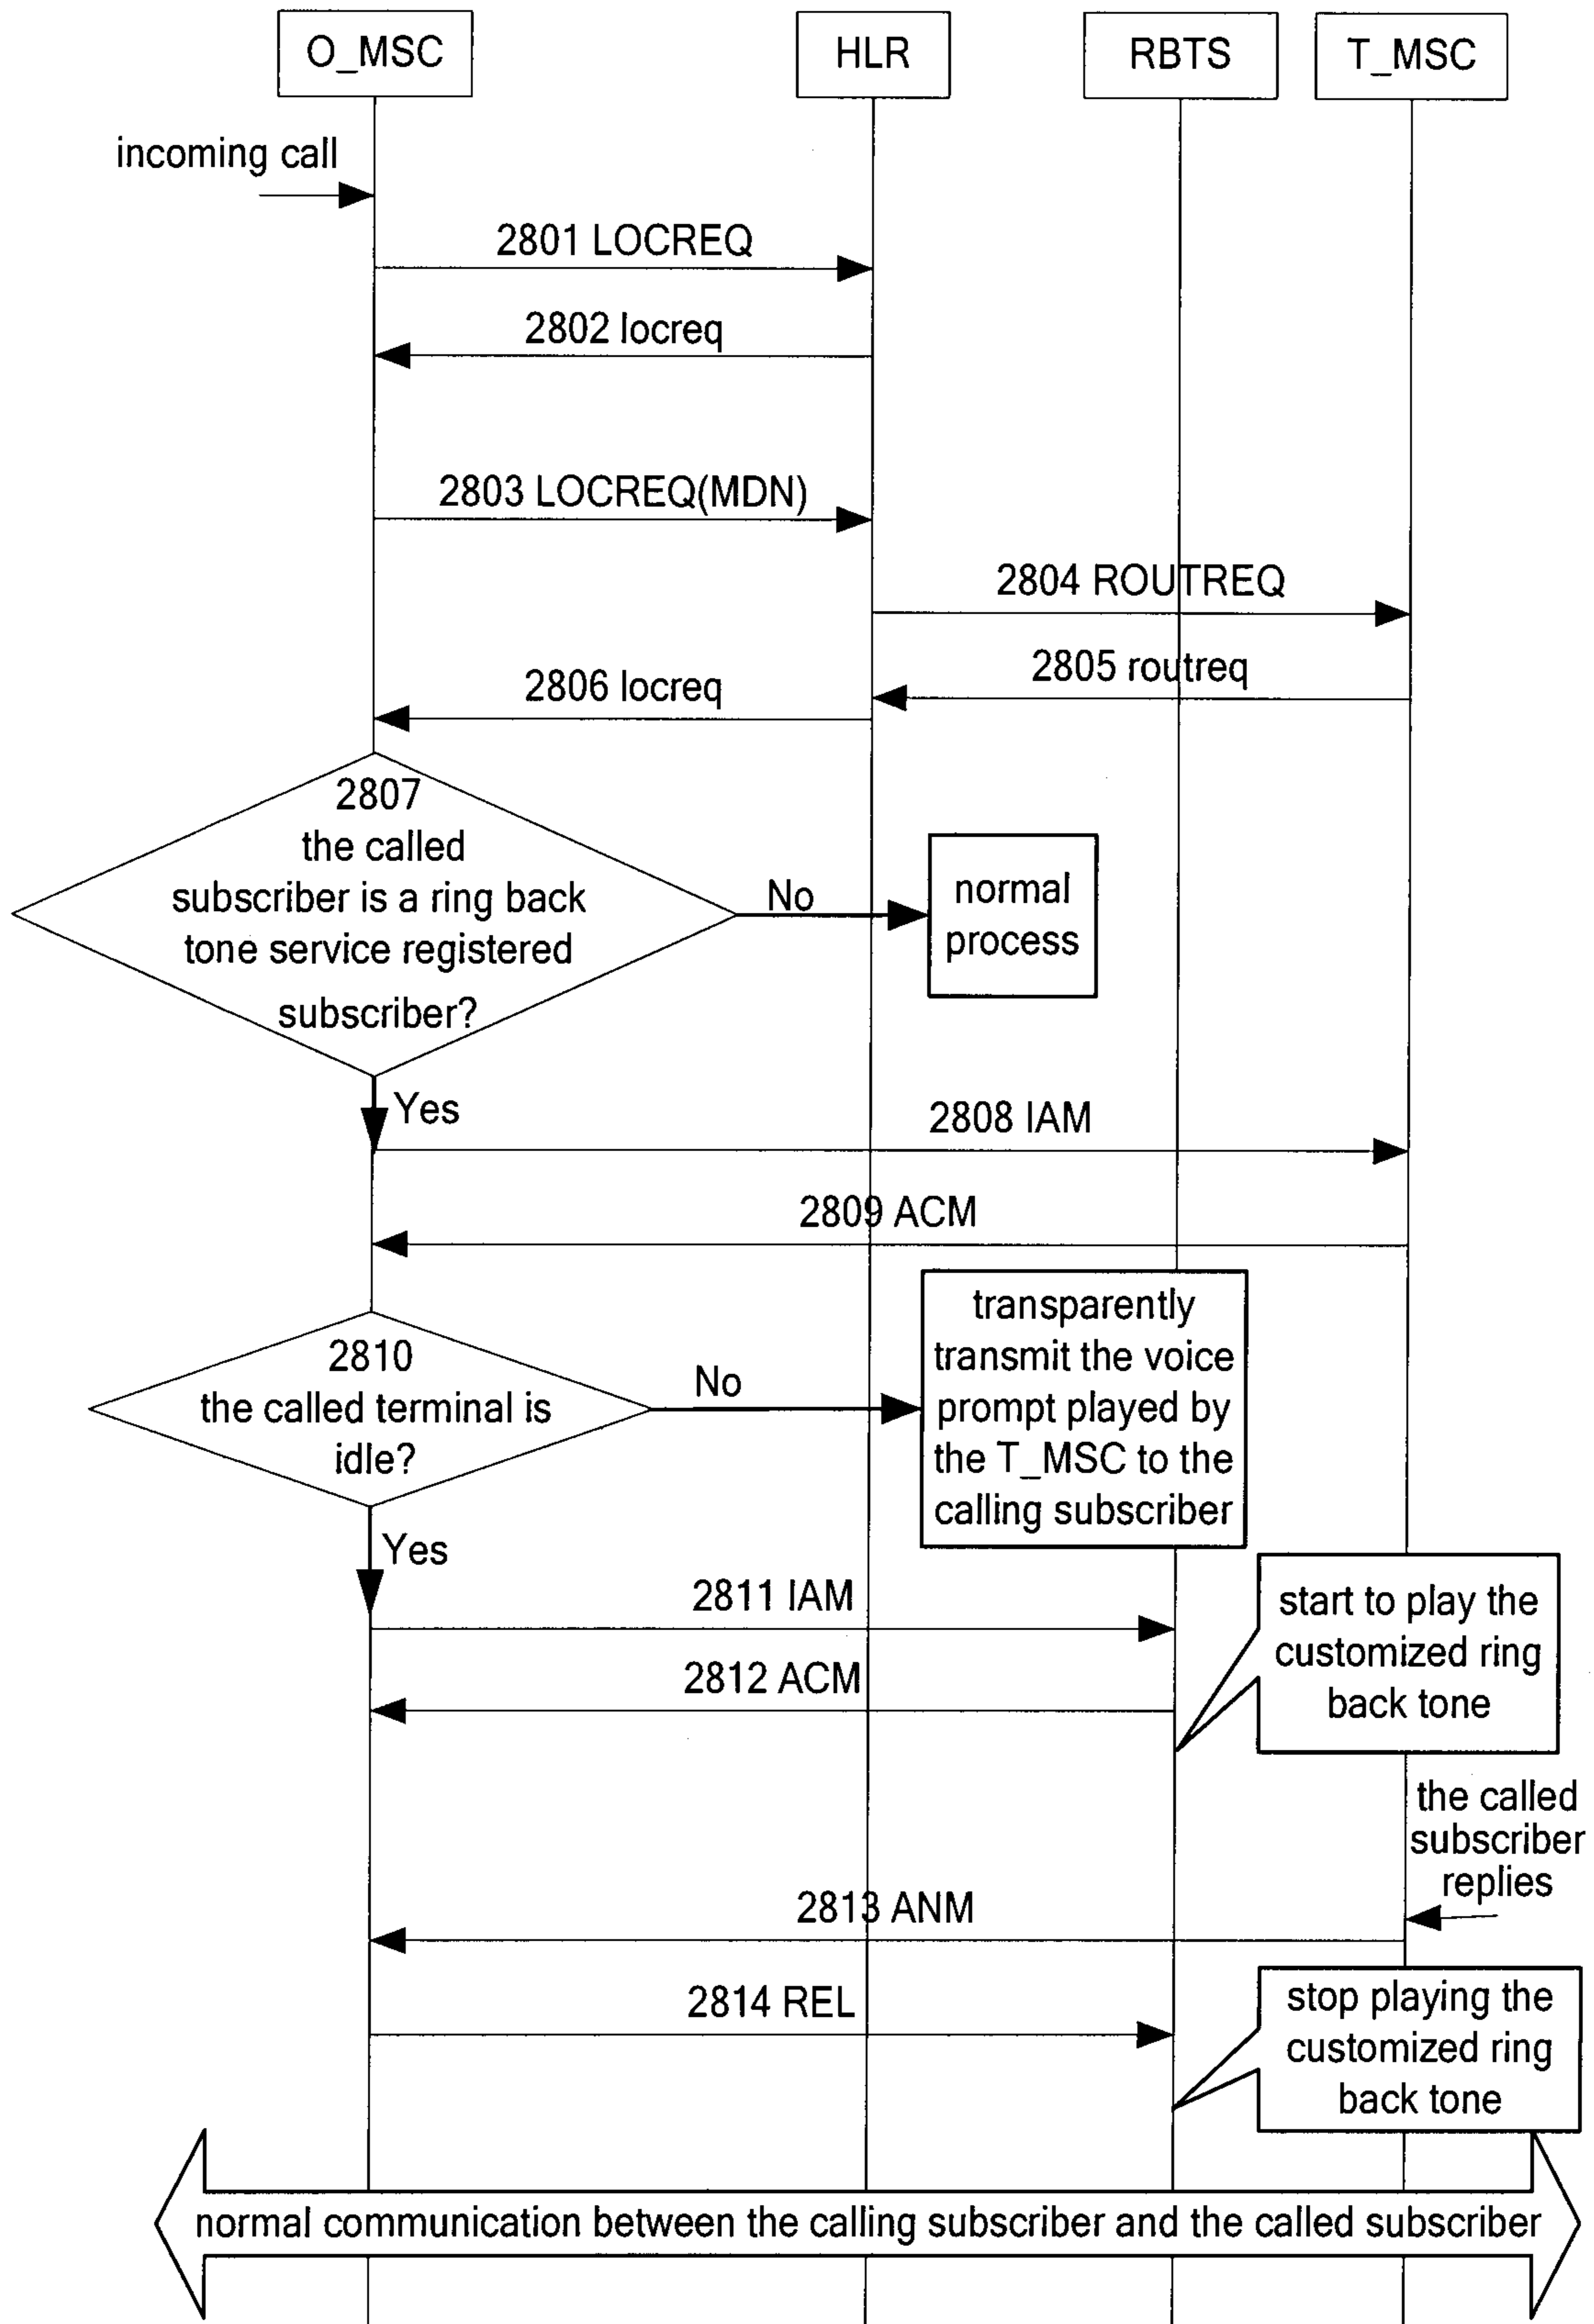 O_MSC
HLR
RBTS
T_MSC
incoming call
2801 LOCREQ
2802 locreq
2803 LOCREQ(MDN)
2804 ROUTREQ
2805 routreq
2806 locreq
2807
the called
subscriber is a ring back
tone service registered
subscriber?
No
normal
process
Yes
2808 IAM
2809 ACM
2810
the called terminal is
idle?
No
transparently
transmit the voice
prompt played by
the T_MSC to the
calling subscriber
Yes
2811 IAM
start to play the
customized ring
back tone
2812 ACM
the called
subscriber
replies
2813 ANM
2814 REL
stop playing the
customized ring
back tone
normal communication between the calling subscriber and the called subscriber